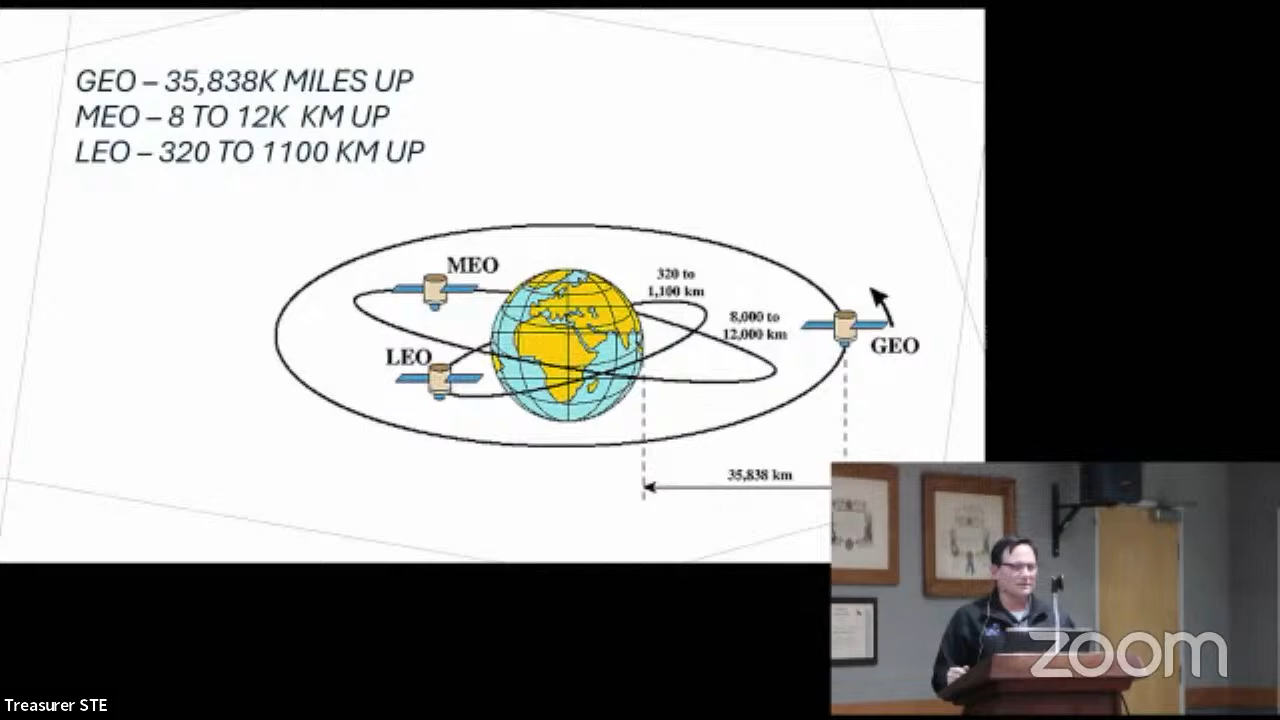 GEO – 35,838K MILES UP
MEO – 8 TO 12K KM UP
LEO – 320 TO 1100 KM UP
MEO
320 to
1,100 km
8,000 to
12,000 km
GEO
LEO
35,838 km
zoom
Treasurer STE